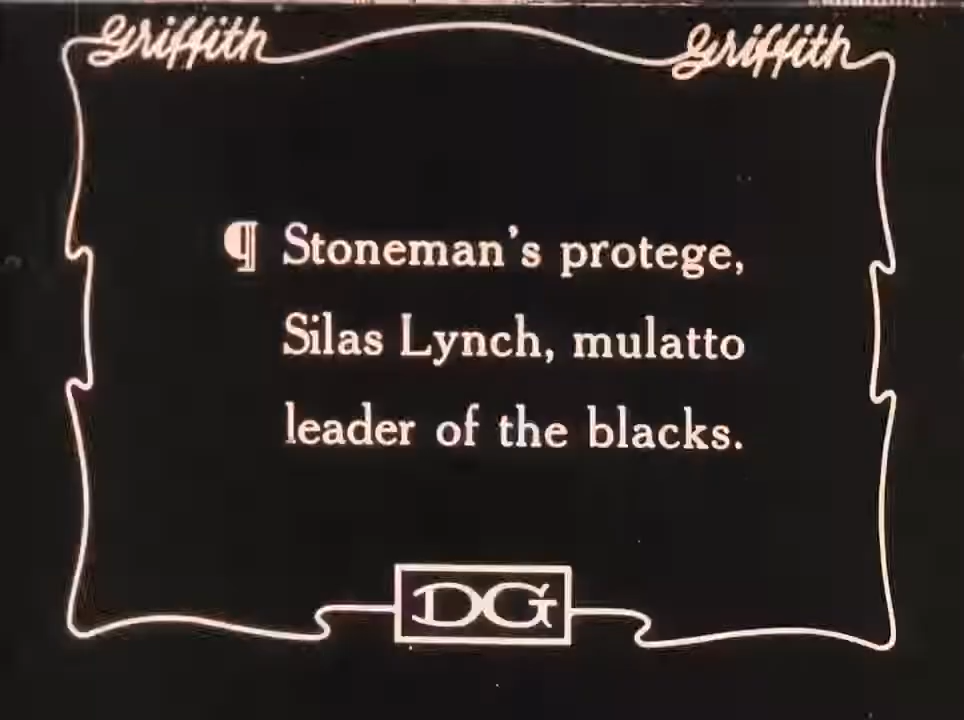 Griffith Griffith
¶ Stoneman's protege,
Silas Lynch, mulatto
leader of the blacks.
DG